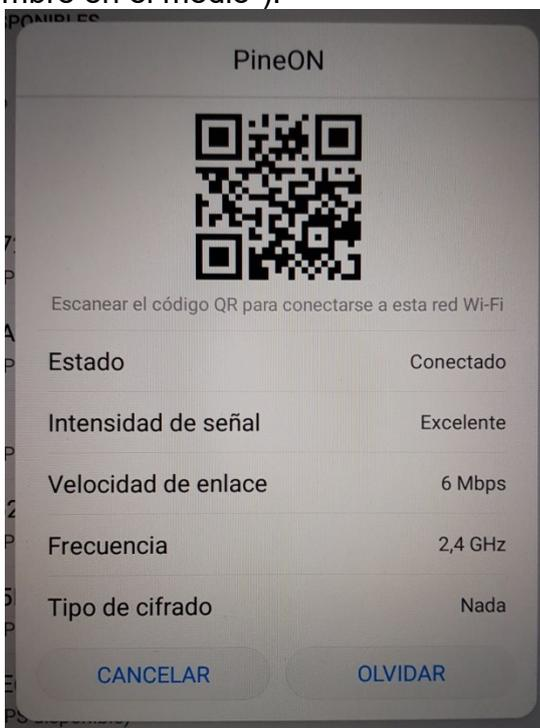 PONIBLES
PineON
Escanear el código QR para conectarse a esta red Wi-Fi
Estado Conectado
Intensidad de señal Excelente
Velocidad de enlace 6 Mbps
Frecuencia 2,4 GHz
Tipo de cifrado Nada
CANCELAR OLVIDAR